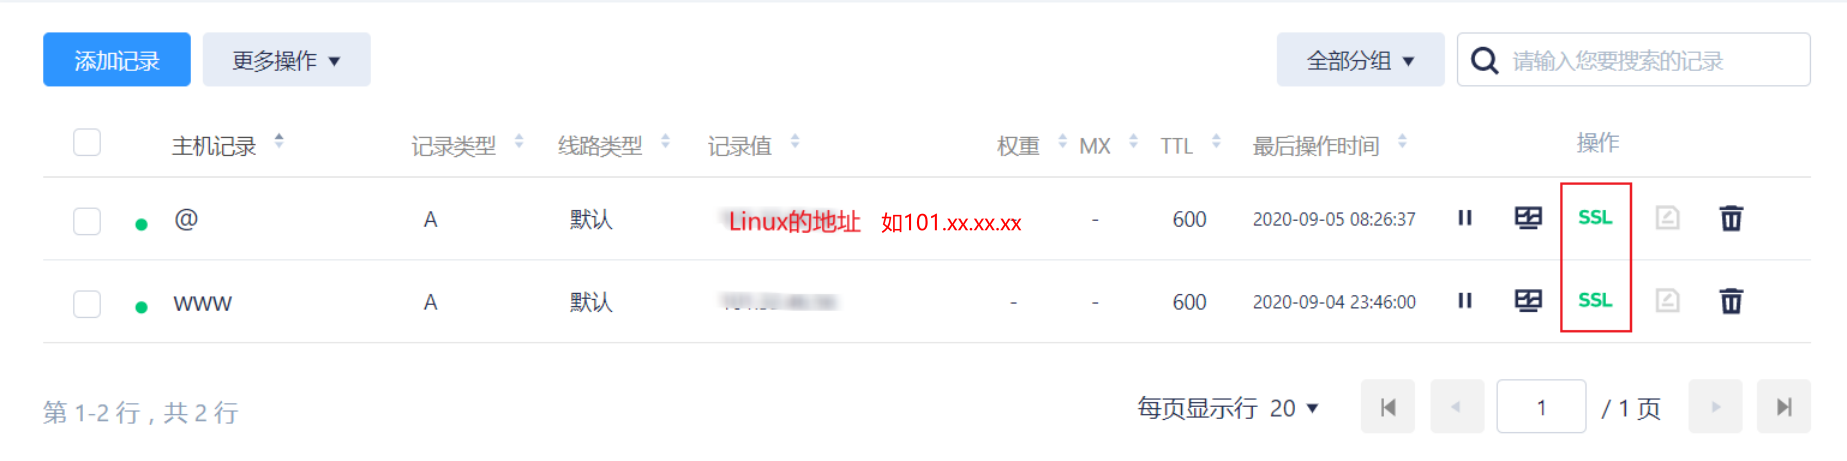 添加记录 更多操作 全部分组 请输入您要搜索的记录
主机记录 记录类型 线路类型 记录值 权重 MX TTL 最后操作时间 操作
@ A 默认 Linux的地址 如101.xx.xx.xx - 600 2020-09-05 08:26:37 SSL
www A 默认 - - 600 2020-09-04 23:46:00 SSL
第 1-2 行 , 共 2 行 每页显示行 20 1 / 1 页